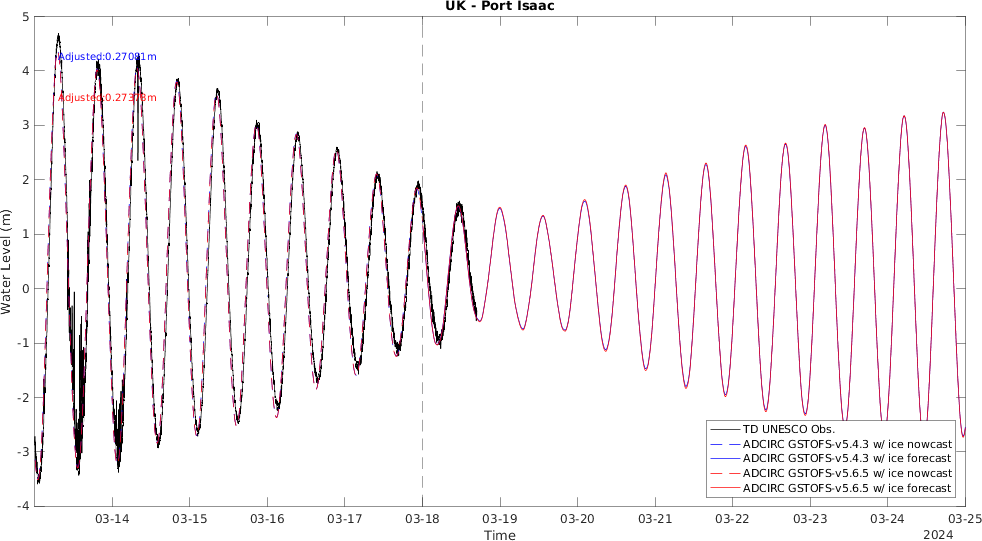 UK - Port Isaac
5
Adjusted:0.27081m
4
Adjusted:0.27378m
3
2
1
0
-1
-2
-3
-4
Water Level (m)
TD UNESCO Obs.
ADCIRC GSTOFS-v5.4.3 w/ ice nowcast
ADCIRC GSTOFS-v5.4.3 w/ ice forecast
ADCIRC GSTOFS-v5.6.5 w/ ice nowcast
ADCIRC GSTOFS-v5.6.5 w/ ice forecast
03-14 03-15 03-16 03-17 03-18 03-19 03-20 03-21 03-22 03-23 03-24 03-25
Time
2024